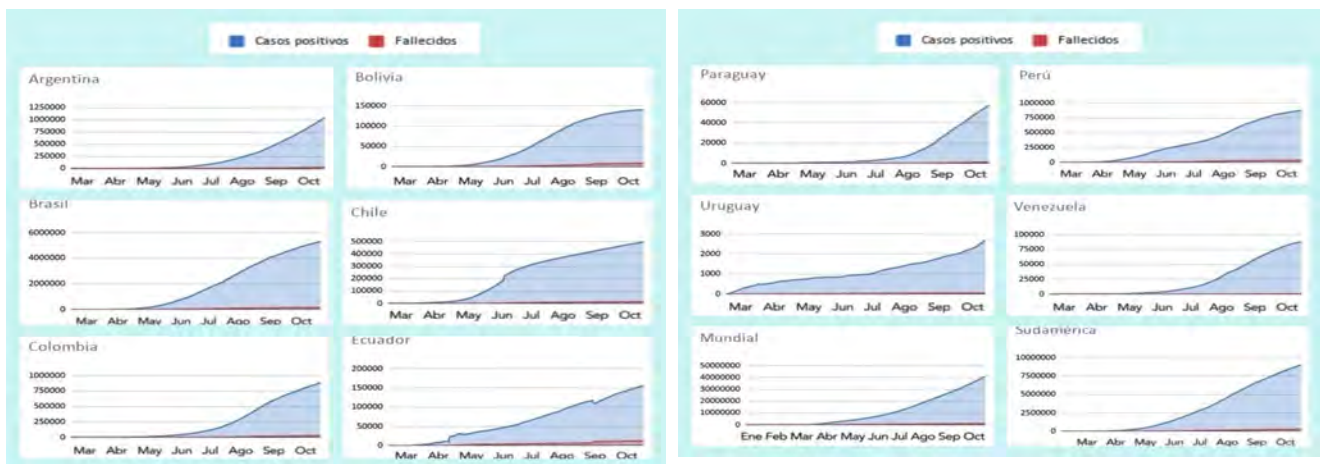 Casos positivos Fallecidos
Argentina
1250000
1000000
750000
500000
250000
0
Mar Abr May Jun Jul Ago Sep Oct
Bolivia
150000
100000
50000
0
Mar Abr May Jun Jul Ago Sep Oct
Brasil
6000000
4000000
2000000
0
Mar Abr May Jun Jul Ago Sep Oct
Chile
500000
400000
300000
200000
100000
0
Mar Abr May Jun Jul Ago Sep Oct
Colombia
1000000
750000
500000
250000
0
Mar Abr May Jun Jul Ago Sep Oct
Ecuador
200000
150000
100000
50000
0
Mar Abr May Jun Jul Ago Sep Oct
Casos positivos Fallecidos
Paraguay
60000
40000
20000
0
Mar Abr May Jun Jul Ago Sep Oct
Perú
1000000
750000
500000
250000
0
Mar Abr May Jun Jul Ago Sep Oct
Uruguay
3000
2000
1000
0
Mar Abr May Jun Jul Ago Sep Oct
Venezuela
100000
75000
50000
25000
0
Mar Abr May Jun Jul Ago Sep Oct
Mundial
50000000
40000000
30000000
20000000
10000000
0
Ene Feb Mar Abr May Jun Jul Ago Sep Oct
Sudamérica
10000000
7500000
5000000
2500000
0
Mar Abr May Jun Jul Ago Sep Oct